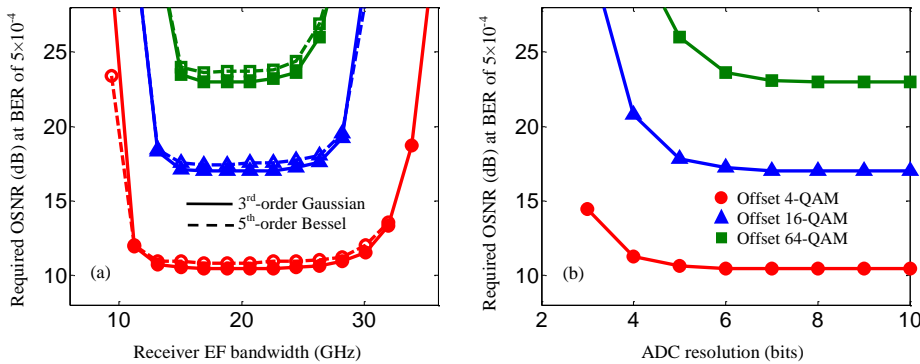 Required OSNR (dB) at BER of 5×10⁻⁴
25
20
15
10
10
20
30
Receiver EF bandwidth (GHz)
3rd-order Gaussian
5th-order Bessel
(a)
Required OSNR (dB) at BER of 5×10⁻⁴
25
20
15
10
2
4
6
8
10
ADC resolution (bits)
Offset 4-QAM
Offset 16-QAM
Offset 64-QAM
(b)